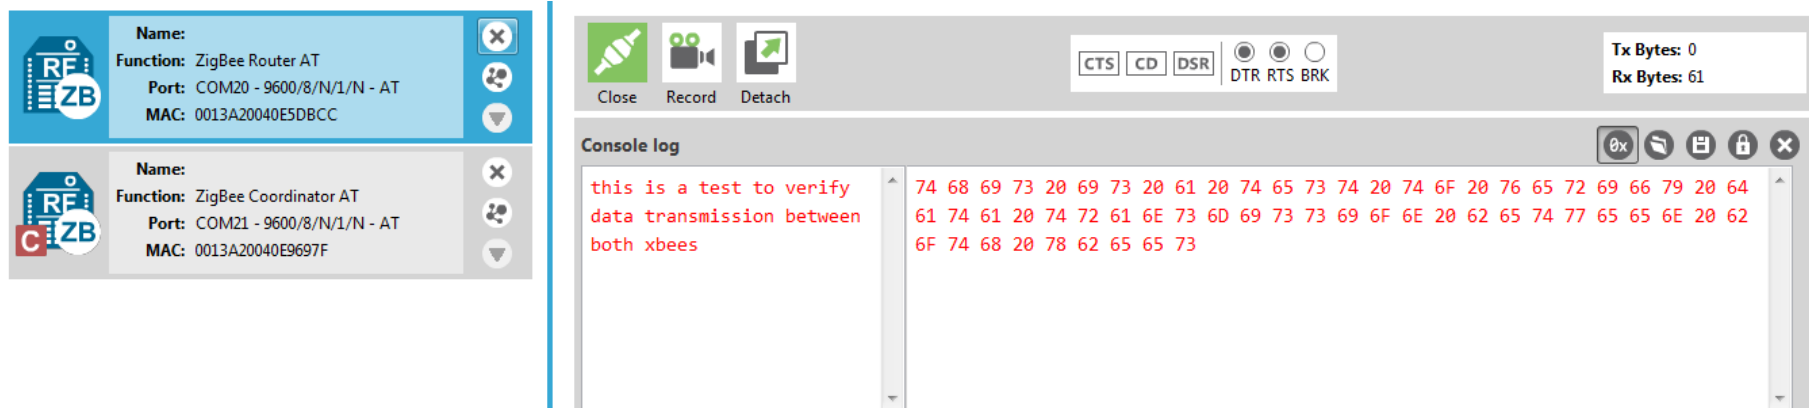 RF
ZB
Name:
Function: ZigBee Router AT
Port: COM20 - 9600/8/N/1/N - AT
MAC: 0013A20040E5DBCC
RF
C ZB
Name:
Function: ZigBee Coordinator AT
Port: COM21 - 9600/8/N/1/N - AT
MAC: 0013A20040E9697F
Close Record Detach
CTS CD DSR
DTR RTS BRK
Tx Bytes: 0
Rx Bytes: 61
Console log
0x
this is a test to verify
data transmission between
both xbees
74 68 69 73 20 69 73 20 61 20 74 65 73 74 20 74 6F 20 76 65 72 69 66 79 20 64
61 74 61 20 74 72 61 6E 73 6D 69 73 73 69 6F 6E 20 62 65 74 77 65 65 6E 20 62
6F 74 68 20 78 62 65 65 73